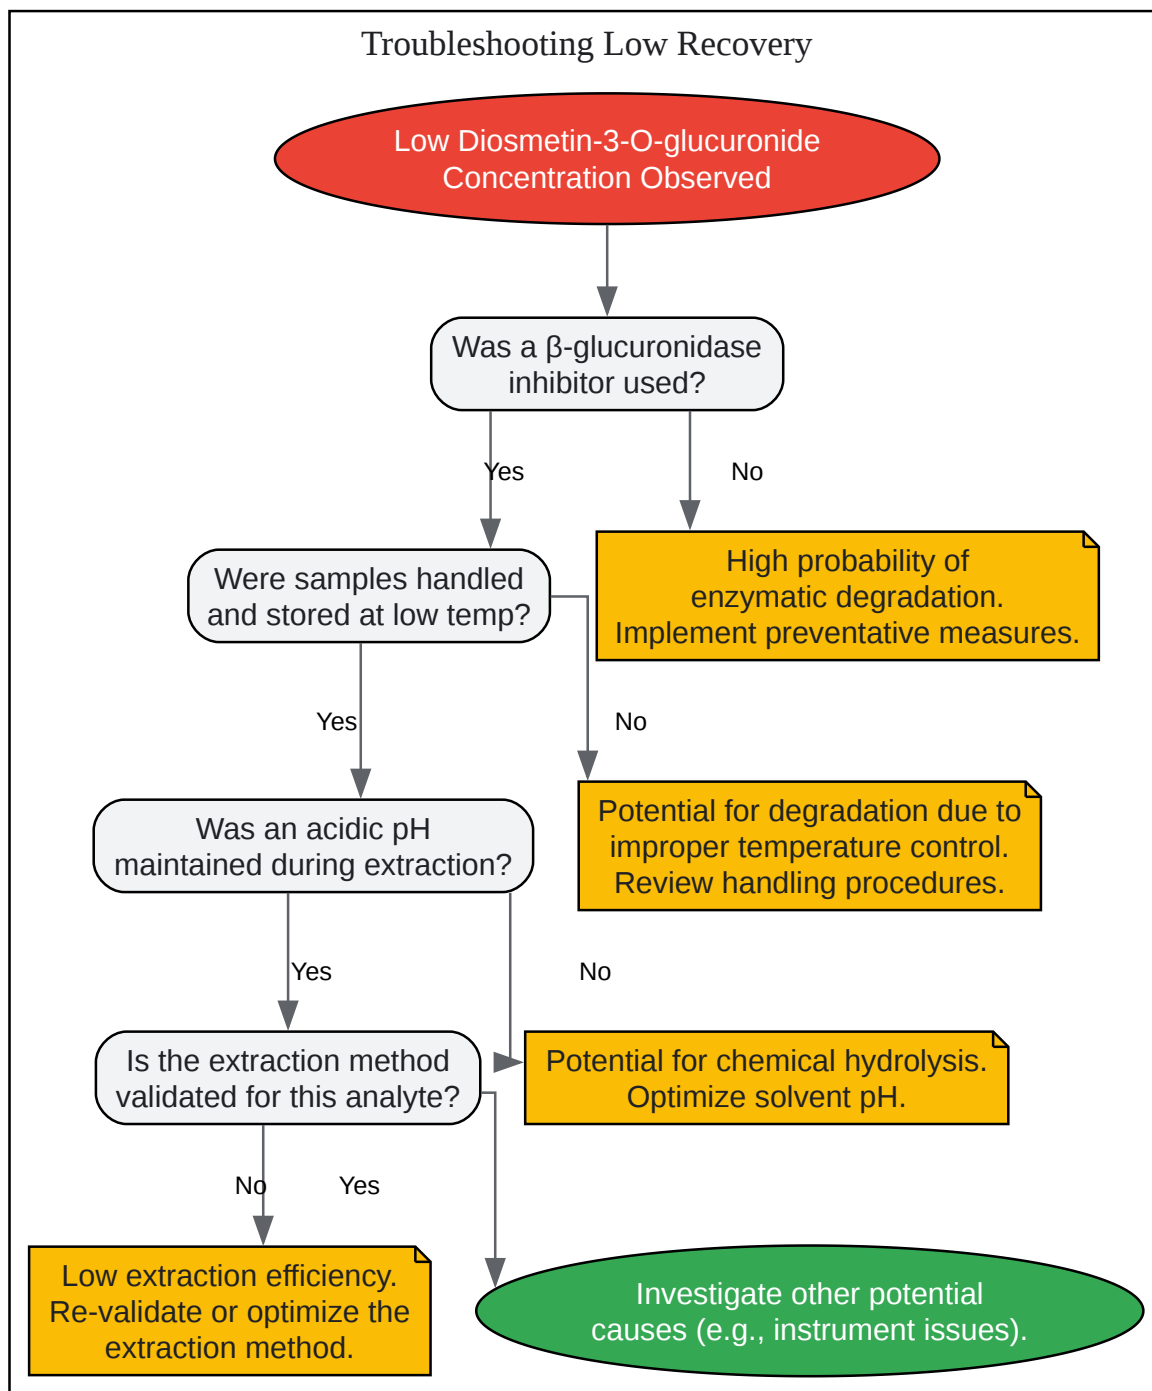 Troubleshooting Low Recovery
Low Diosmetin-3-O-glucuronide
Concentration Observed
Was a β-glucuronidase
inhibitor used?
Yes
No
High probability of
enzymatic degradation.
Implement preventative measures.
Were samples handled
and stored at low temp?
Yes
No
Potential for degradation due to
improper temperature control.
Review handling procedures.
Was an acidic pH
maintained during extraction?
Yes
No
Is the extraction method
validated for this analyte?
Potential for chemical hydrolysis.
Optimize solvent pH.
No
Yes
Low extraction efficiency.
Re-validate or optimize the
extraction method.
Investigate other potential
causes (e.g., instrument issues).